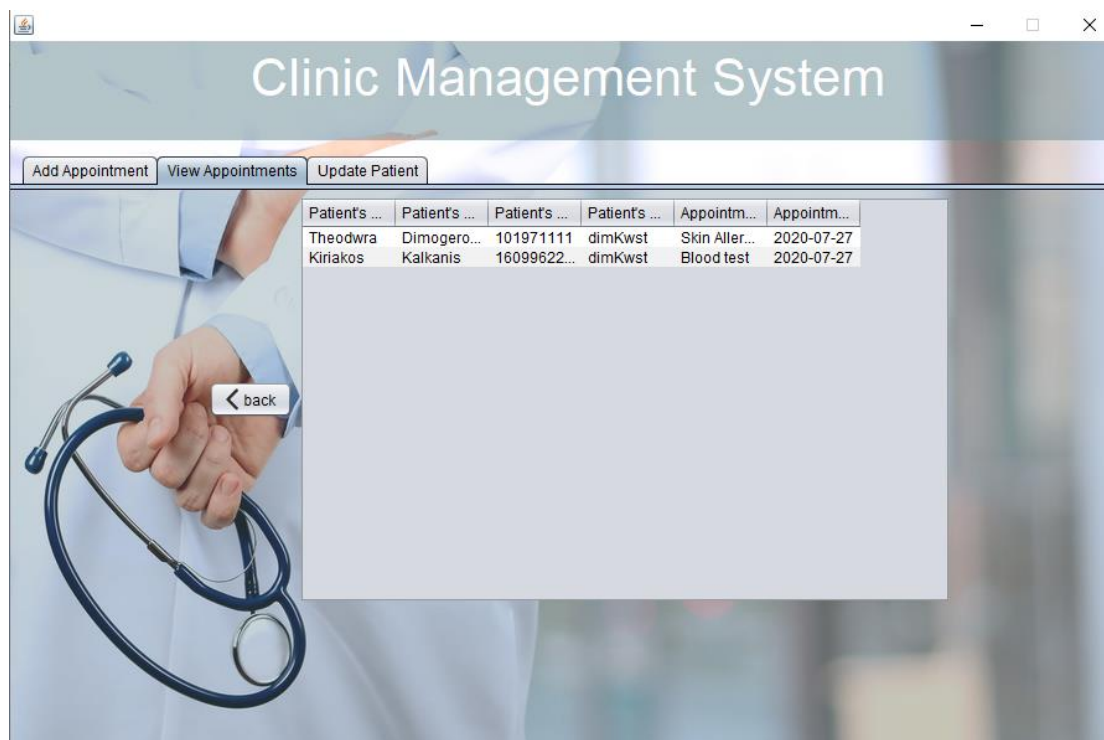 Clinic Management System
Add Appointment View Appointments Update Patient
Patient's ... Patient's ... Patient's ... Patient's ... Appointm... Appointm...
Theodwra Dimogero... 101971111 dimKwst Skin Aller... 2020-07-27
Kiriakos Kalkanis 16099622... dimKwst Blood test 2020-07-27
back